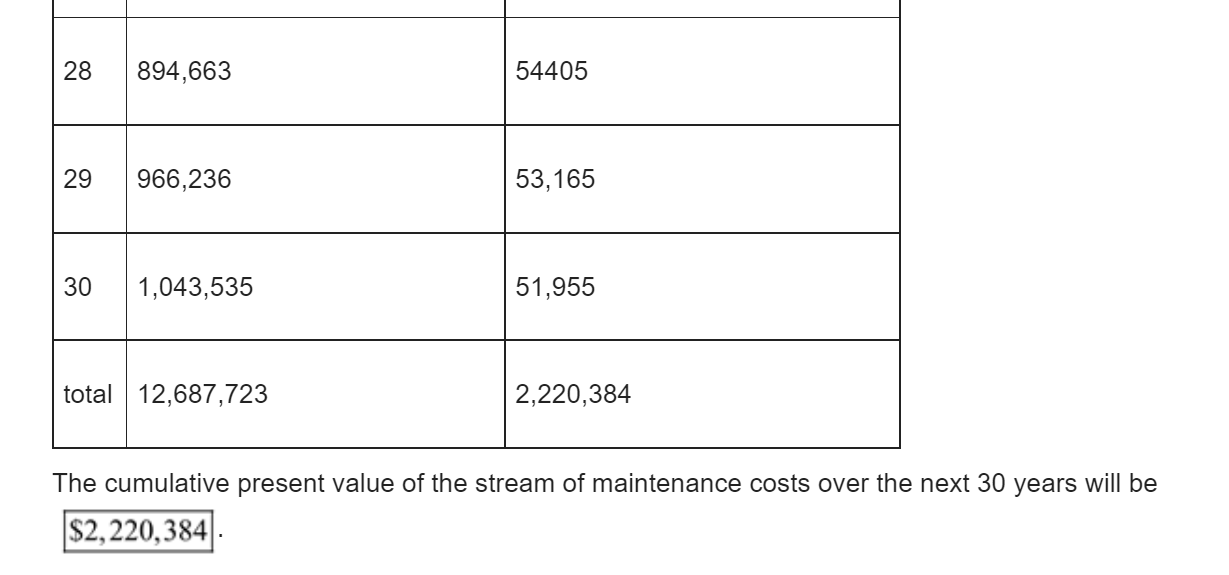 28 894,663 54405
29 966,236 53,165
30 1,043,535 51,955
total 12,687,723 2,220,384
The cumulative present value of the stream of maintenance costs over the next 30 years will be
$2,220,384.